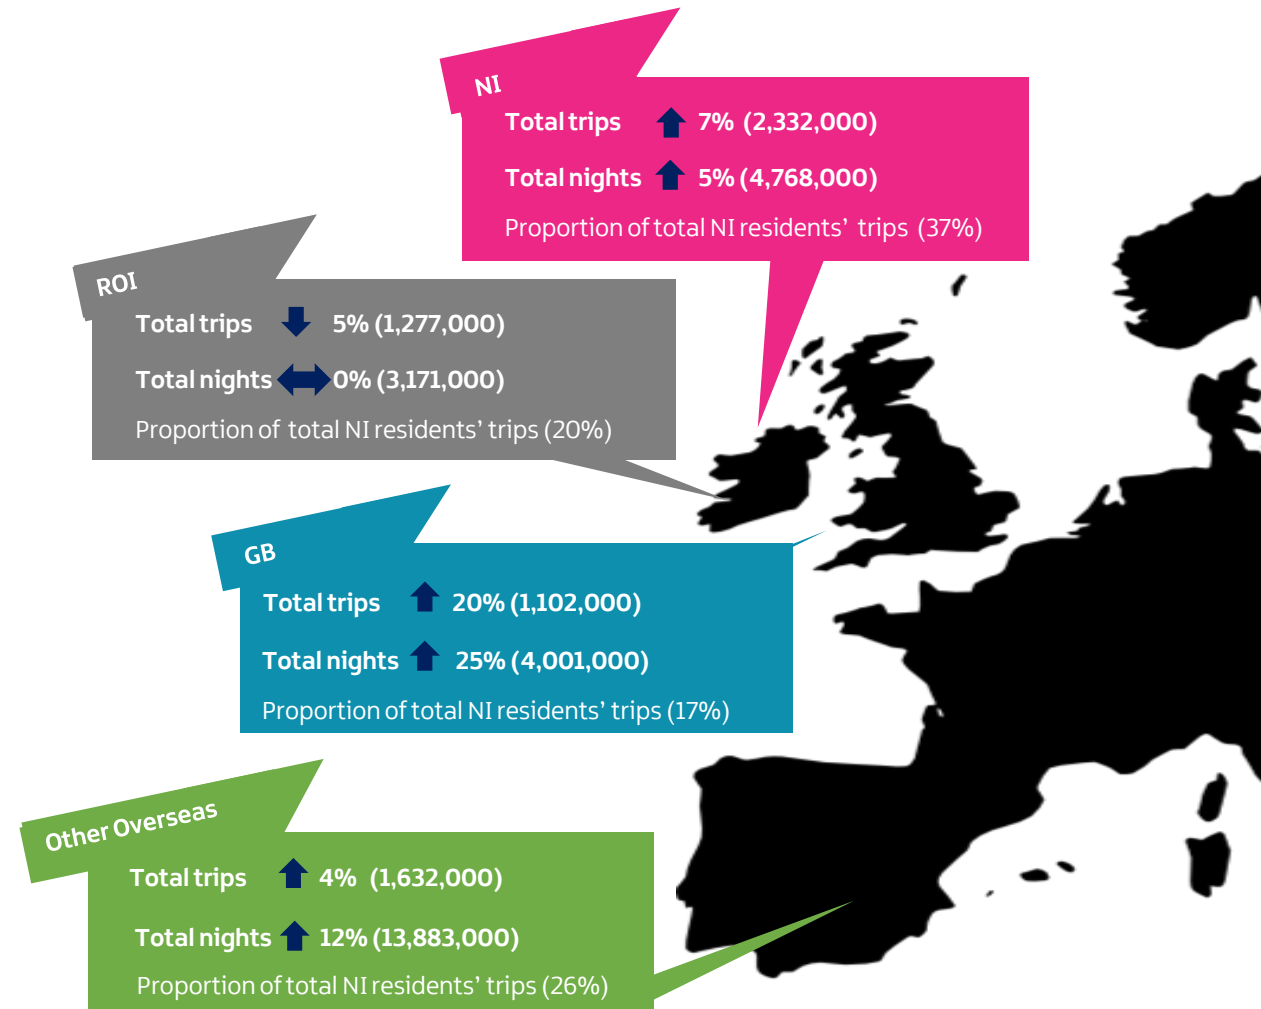 NI
Total trips 7% (2,332,000)
Total nights 5% (4,768,000)
Proportion of total NI residents’ trips (37%)
ROI
Total trips 5% (1,277,000)
Total nights 0% (3,171,000)
Proportion of total NI residents’ trips (20%)
GB
Total trips 20% (1,102,000)
Total nights 25% (4,001,000)
Proportion of total NI residents’ trips (17%)
Other Overseas
Total trips 4% (1,632,000)
Total nights 12% (13,883,000)
Proportion of total NI residents’ trips (26%)